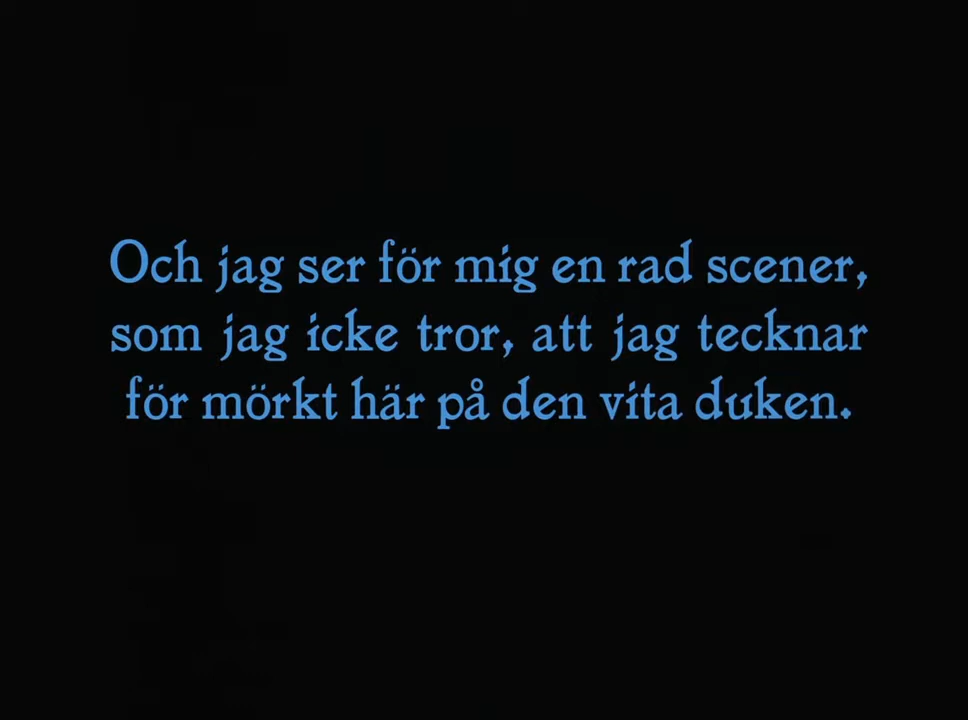 Och jag ser för mig en rad scener,
som jag icke tror, att jag tecknar
för mörkt här på den vita duken.